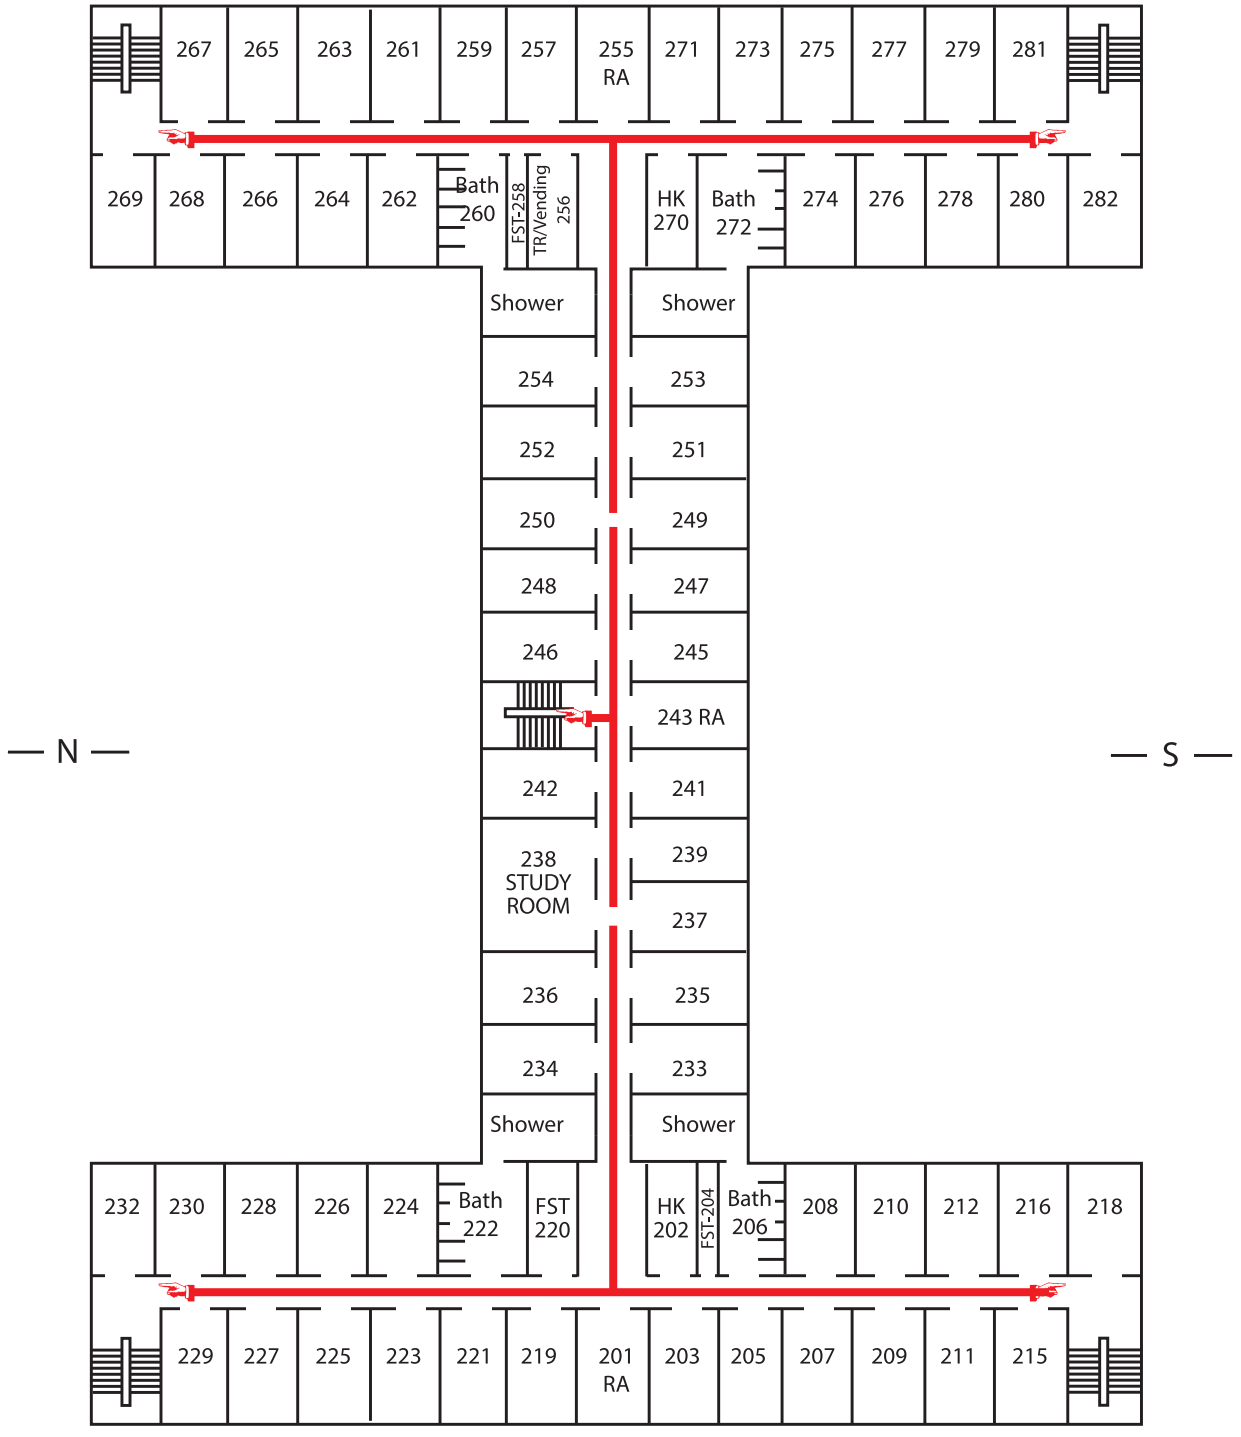 267 265 263 261 259 257 255 271 273 275 277 279 281
RA
269 268 266 264 262 Bath FST-258 TR/Vending HK Bath 274 276 278 280 282
260 256 270 272
Shower Shower
254 253
252 251
250 249
248 247
246 245
243 RA
N S
242 241
238 239
STUDY
ROOM 237
236 235
234 233
Shower Shower
232 230 228 226 224 Bath FST HK FST-204 Bath 208 210 212 216 218
222 220 202 206
229 227 225 223 221 219 201 203 205 207 209 211 215
RA